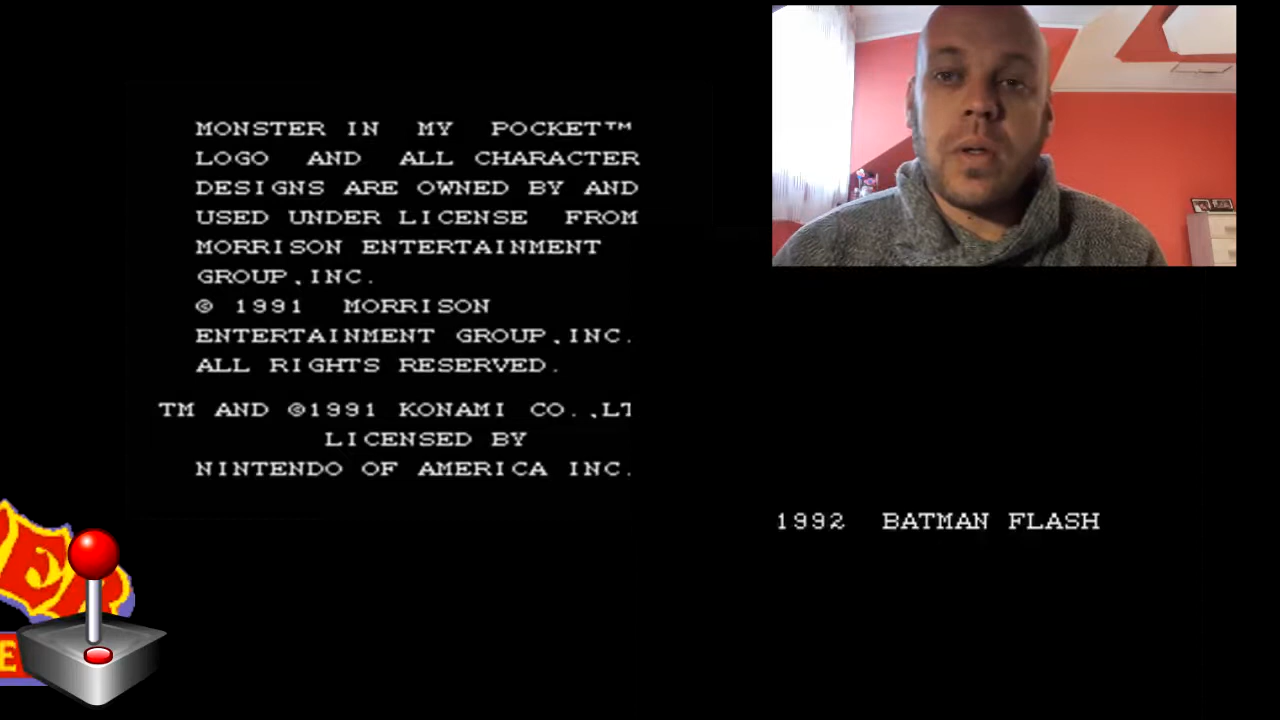 MONSTER IN MY POCKET™
LOGO AND ALL CHARACTER
DESIGNS ARE OWNED BY AND
USED UNDER LICENSE FROM
MORRISON ENTERTAINMENT
GROUP,INC.
© 1991 MORRISON
ENTERTAINMENT GROUP,INC.
ALL RIGHTS RESERVED.
TM AND ©1991 KONAMI CO.,LT
LICENSED BY
NINTENDO OF AMERICA INC.
1992 BATMAN FLASH
ER
E